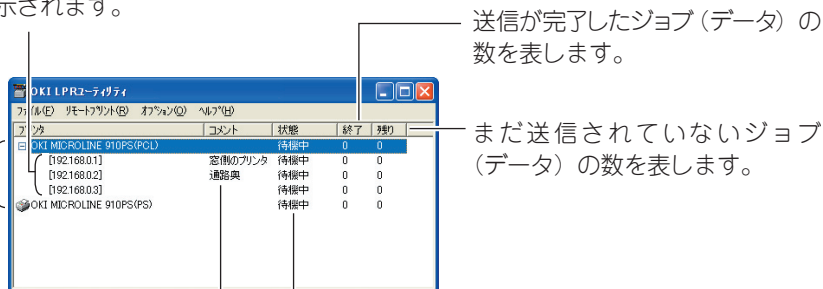 示されます。
送信が完了したジョブ（データ）の
数を表します。
OKI LPRユーティリティ
ファイル(F) リモートプリント(R) オプション(O) ヘルプ(H)
プリンタ コメント 状態 終了 残り
OKI MICROLINE 910PS(PCL) 待機中 0 0
[192.168.0.1] 窓側のプリンタ 待機中 0 0
[192.168.0.2] 通路奥 待機中 0 0
[192.168.0.3] 待機中 0 0
OKI MICROLINE 910PS(PS) 待機中 0 0
まだ送信されていないジョブ
（データ）の数を表します。